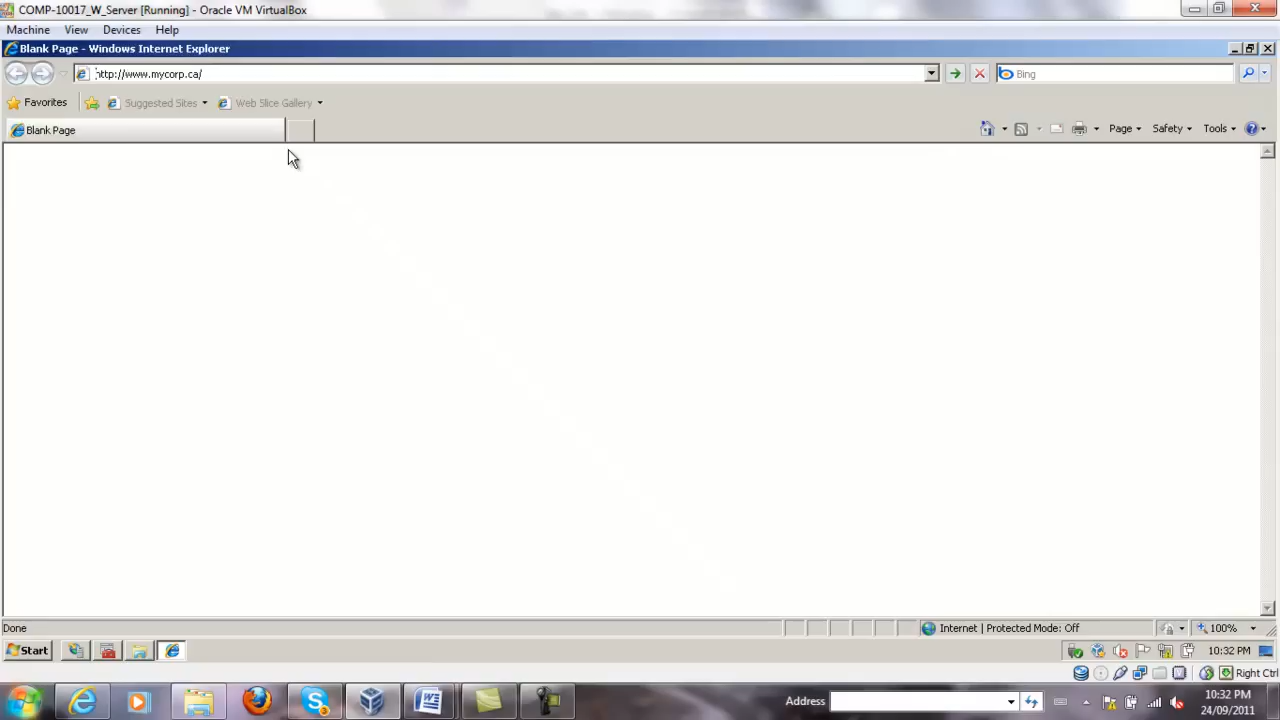 COMP-10017_W_Server [Running] - Oracle VM VirtualBox
Machine View Devices Help
Blank Page - Windows Internet Explorer
http://www.mycorp.ca/ Bing
Favorites Suggested Sites Web Slice Gallery
Blank Page Page Safety Tools
Done Internet | Protected Mode: Off 100%
Start 10:32 PM
Right Ctrl
Address 10:32 PM
24/09/2011